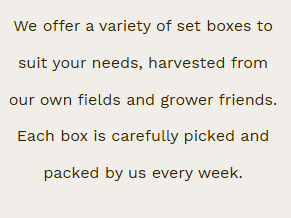 We offer a variety of set boxes to
suit your needs, harvested from
our own fields and grower friends.
Each box is carefully picked and
packed by us every week.